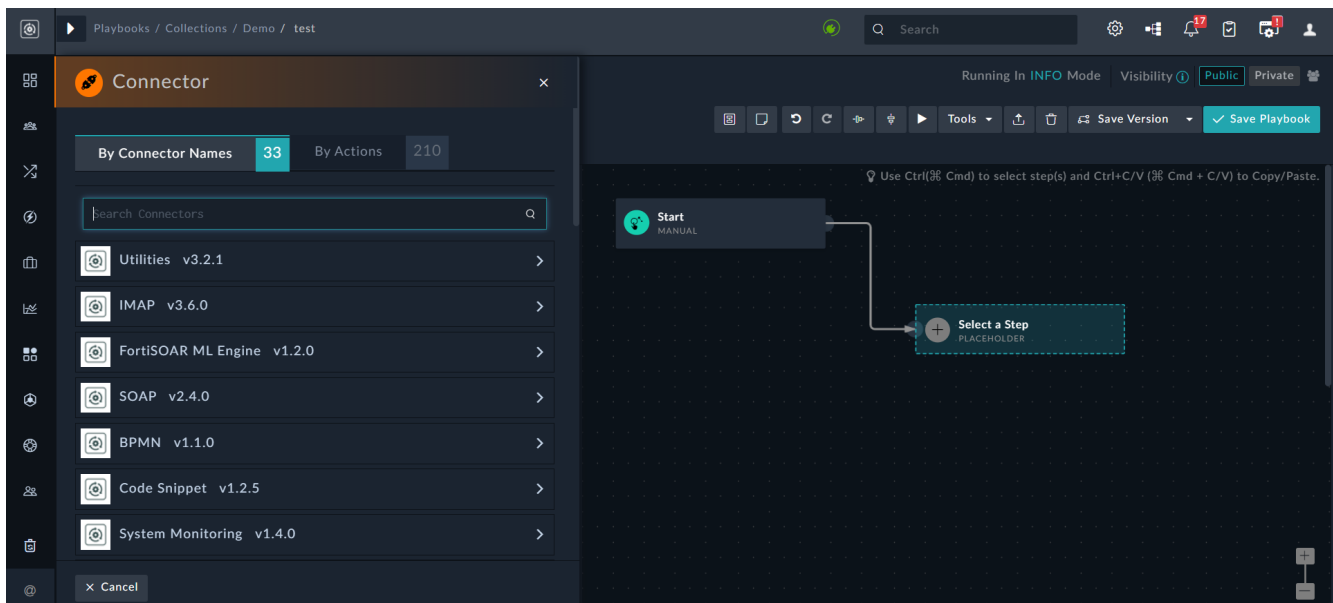 Playbooks / Collections / Demo / test
Search
17
!
Connector
×
Running In INFO Mode
Visibility
Public
Private
By Connector Names 33
By Actions 210
Tools
Save Version
Save Playbook
Use Ctrl(⌘ Cmd) to select step(s) and Ctrl+C/V (⌘ Cmd + C/V) to Copy/Paste.
Search Connectors
Utilities v3.2.1
IMAP v3.6.0
FortiSOAR ML Engine v1.2.0
SOAP v2.4.0
BPMN v1.1.0
Code Snippet v1.2.5
System Monitoring v1.4.0
× Cancel
Start
MANUAL
Select a Step
PLACEHOLDER
@